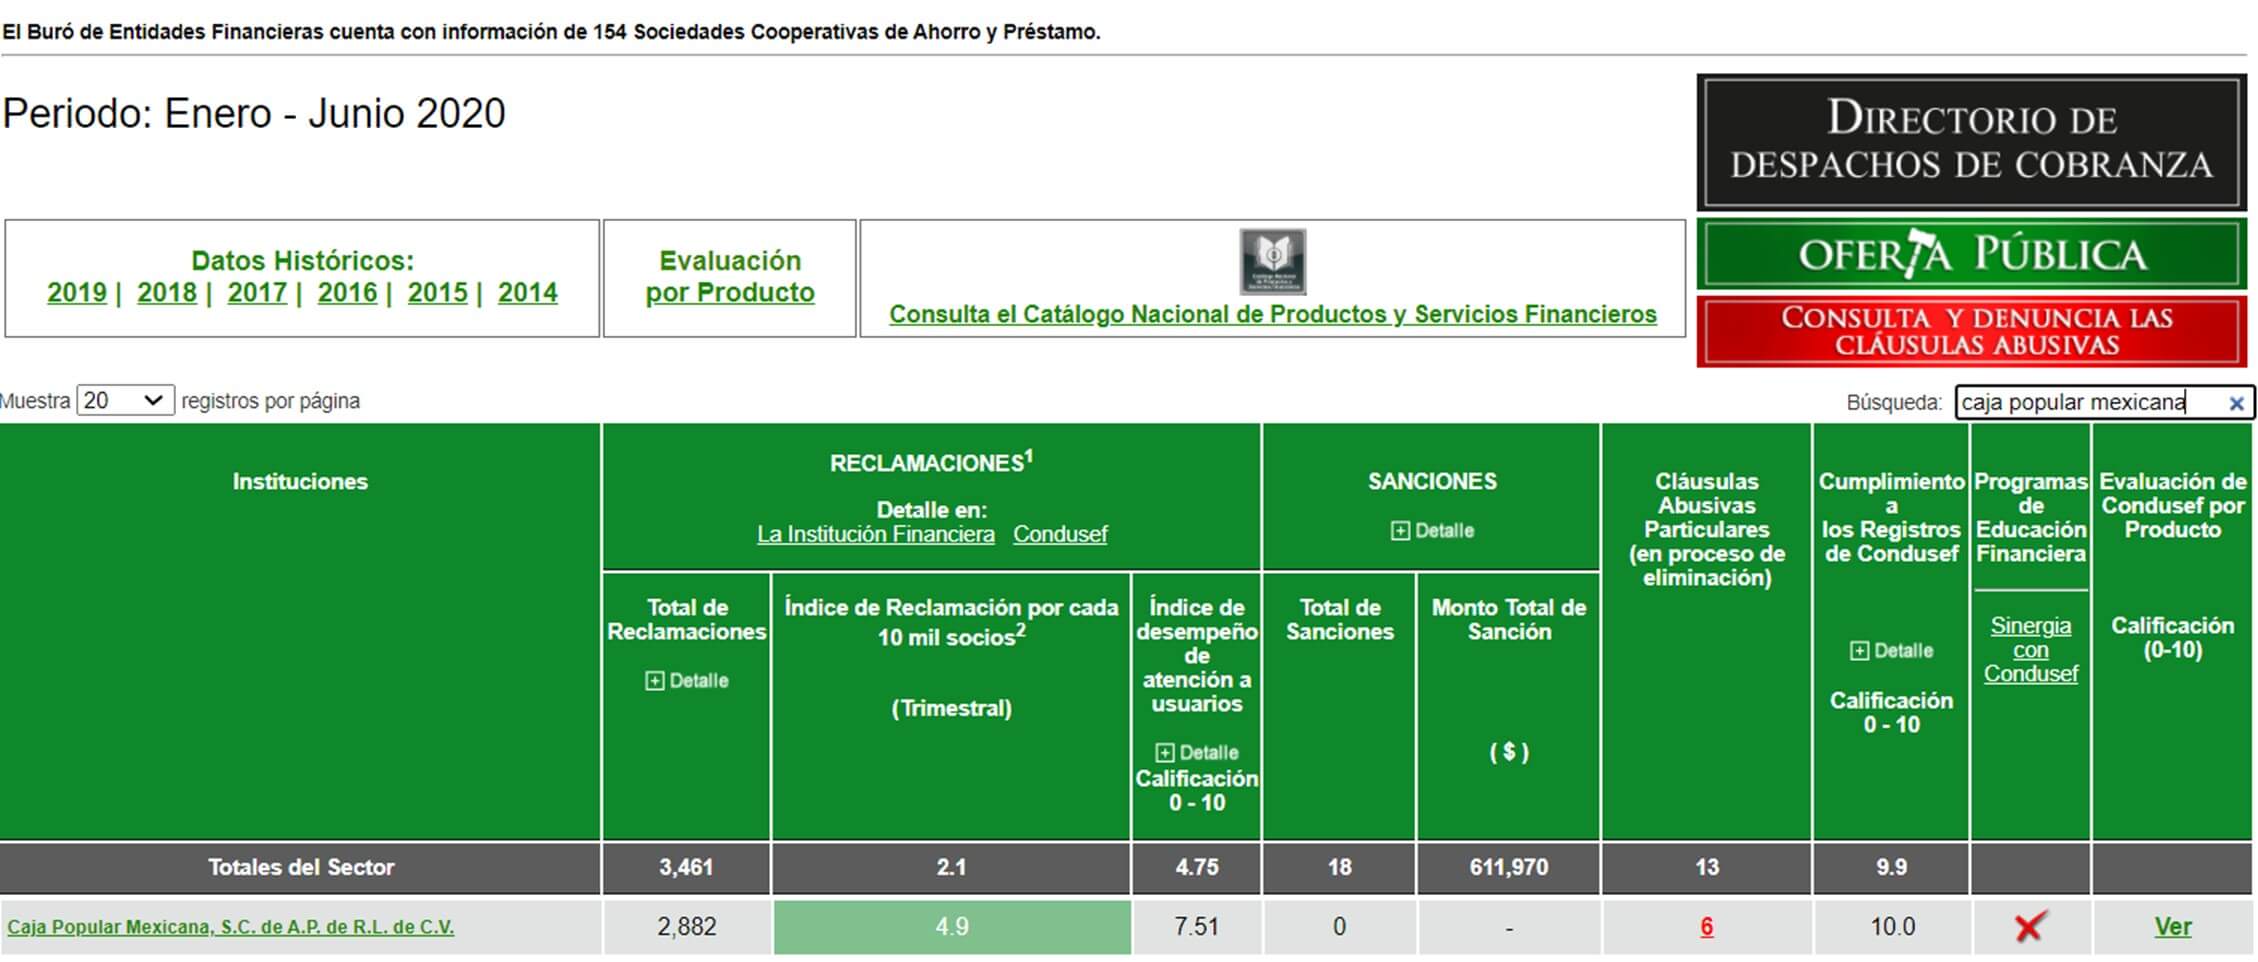 El Buró de Entidades Financieras cuenta con información de 154 Sociedades Cooperativas de Ahorro y Préstamo.
Periodo: Enero - Junio 2020
DIRECTORIO DE
DESPACHOS DE COBRANZA
Datos Históricos:
2019 | 2018 | 2017 | 2016 | 2015 | 2014
Evaluación
por Producto
Consulta el Catálogo Nacional de Productos y Servicios Financieros
OFERTA PÚBLICA
CONSULTA Y DENUNCIA LAS
CLÁUSULAS ABUSIVAS
Muestra 20 registros por página
Búsqueda: caja popular mexicana ×
Instituciones
RECLAMACIONES1
Detalle en:
La Institución Financiera Condusef
Total de
Reclamaciones
+ Detalle
Índice de Reclamación por cada
10 mil socios2
(Trimestral)
Índice de
desempeño
de
atención a
usuarios
+ Detalle
Calificación
0 - 10
SANCIONES
+ Detalle
Total de
Sanciones
Monto Total de
Sanción
( $ )
Cláusulas
Abusivas
Particulares
(en proceso de
eliminación)
Cumplimiento
a
los Registros
de Condusef
+ Detalle
Calificación
0 - 10
Programas
de
Educación
Financiera
Sinergia
con
Condusef
Evaluación de
Condusef por
Producto
Calificación
(0-10)
Totales del Sector 3,461 2.1 4.75 18 611,970 13 9.9
Caja Popular Mexicana, S.C. de A.P. de R.L. de C.V. 2,882 4.9 7.51 0 - 6 10.0 Ver